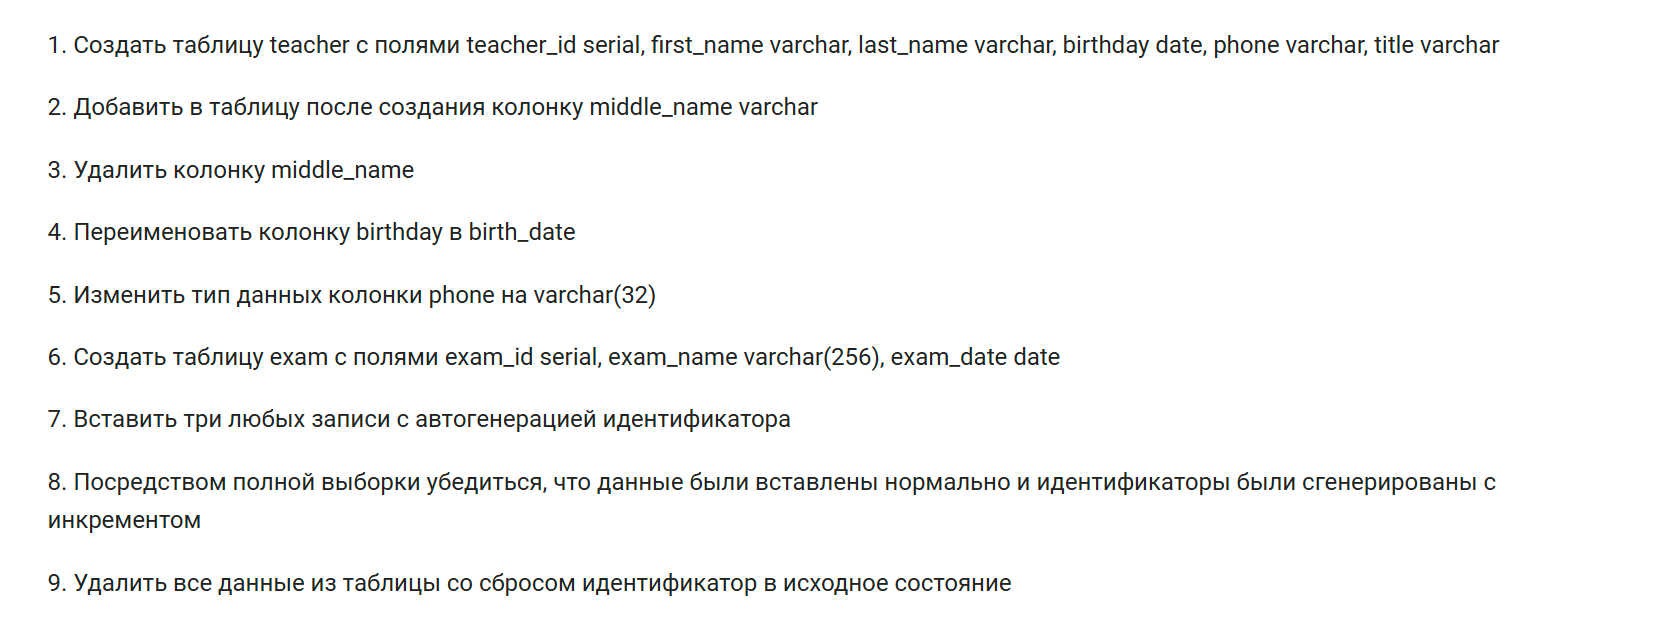 1. Создать таблицу teacher с полями teacher_id serial, first_name varchar, last_name varchar, birthday date, phone varchar, title varchar
2. Добавить в таблицу после создания колонку middle_name varchar
3. Удалить колонку middle_name
4. Переименовать колонку birthday в birth_date
5. Изменить тип данных колонки phone на varchar(32)
6. Создать таблицу exam с полями exam_id serial, exam_name varchar(256), exam_date date
7. Вставить три любых записи с автогенерацией идентификатора
8. Посредством полной выборки убедиться, что данные были вставлены нормально и идентификаторы были сгенерированы с
инкрементом
9. Удалить все данные из таблицы со сбросом идентификатор в исходное состояние